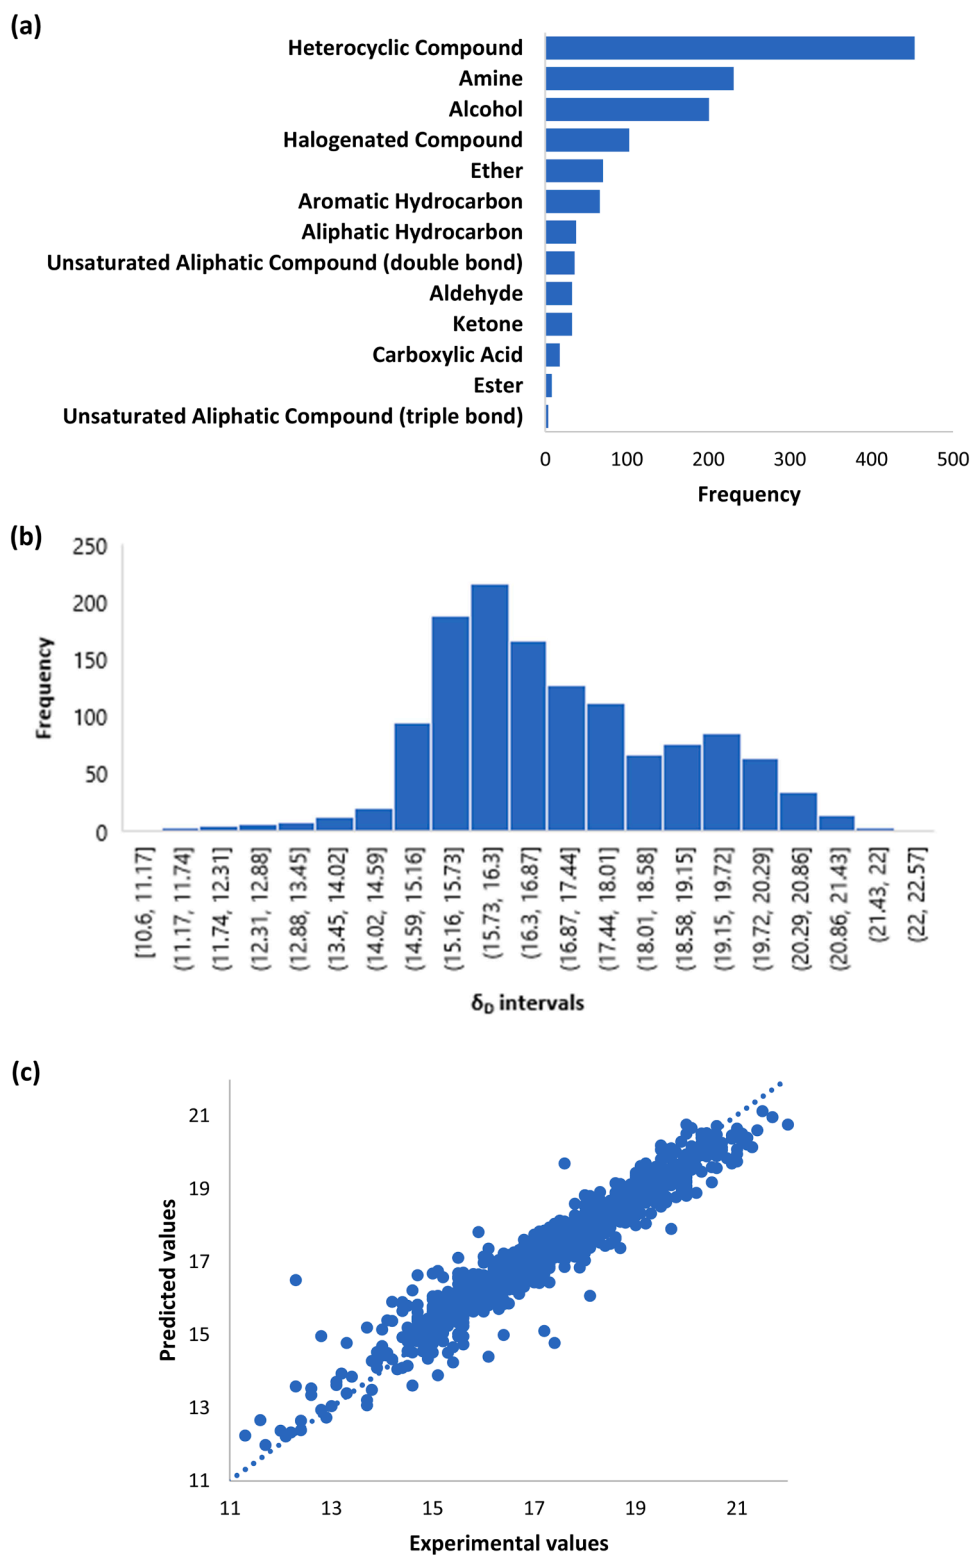 (a)
Heterocyclic Compound
Amine
Alcohol
Halogenated Compound
Ether
Aromatic Hydrocarbon
Aliphatic Hydrocarbon
Unsaturated Aliphatic Compound (double bond)
Aldehyde
Ketone
Carboxylic Acid
Ester
Unsaturated Aliphatic Compound (triple bond)
0 100 200 300 400 500
Frequency
(b)
250
200
150
100
50
0
Frequency
[10.6, 11.17]
(11.17, 11.74]
(11.74, 12.31]
(12.31, 12.88]
(12.88, 13.45]
(13.45, 14.02]
(14.02, 14.59]
(14.59, 15.16]
(15.16, 15.73]
(15.73, 16.3]
(16.3, 16.87]
(16.87, 17.44]
(17.44, 18.01]
(18.01, 18.58]
(18.58, 19.15]
(19.15, 19.72]
(19.72, 20.29]
(20.29, 20.86]
(20.86, 21.43]
(21.43, 22]
(22, 22.57]
δD intervals
(c)
21
19
17
15
13
11
Predicted values
11 13 15 17 19 21
Experimental values